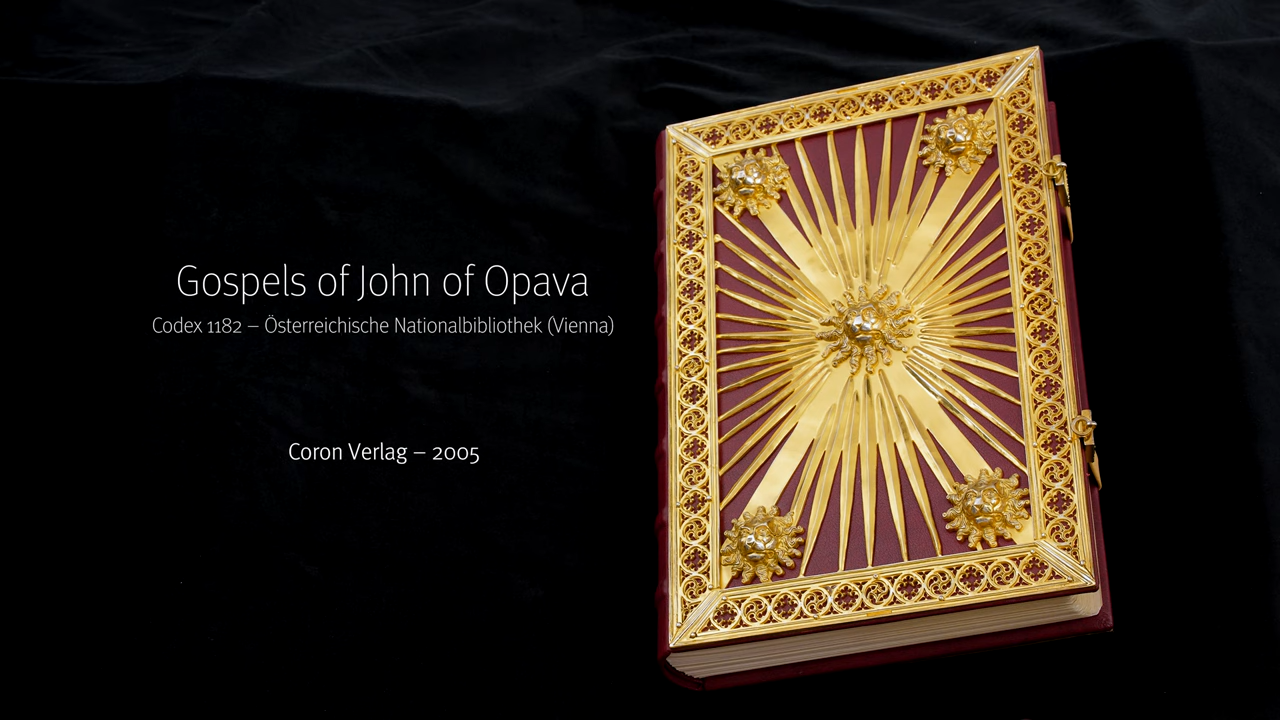 Gospels of John of Opava
Codex 1182 – Österreichische Nationalbibliothek (Vienna)
Coron Verlag – 2005